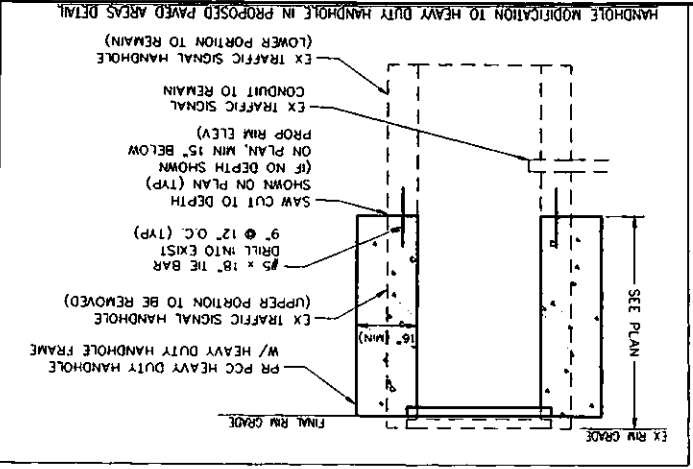 EX RIM GRADE
FINAL RIM GRADE
PR PCC HEAVY DUTY HANDHOLE
W/ HEAVY DUTY HANDHOLE FRAME
16" (MIN)
EX TRAFFIC SIGNAL HANDHOLE
(UPPER PORTION TO BE REMOVED)
SEE PLAN
#5 x 18" TIE BAR
DRILL INTO EXIST
9" @ 12" O.C. (TYP)
SAW CUT TO DEPTH
SHOWN ON PLAN (TYP)
(IF NO DEPTH SHOWN
ON PLAN, MIN 15" BELOW
PROP RIM ELEV)
EX TRAFFIC SIGNAL
CONDUIT TO REMAIN
EX TRAFFIC SIGNAL HANDHOLE
(LOWER PORTION TO REMAIN)
HANDHOLE MODIFICATION TO HEAVY DUTY HANDHOLE IN PROPOSED PAVED AREAS DETAIL